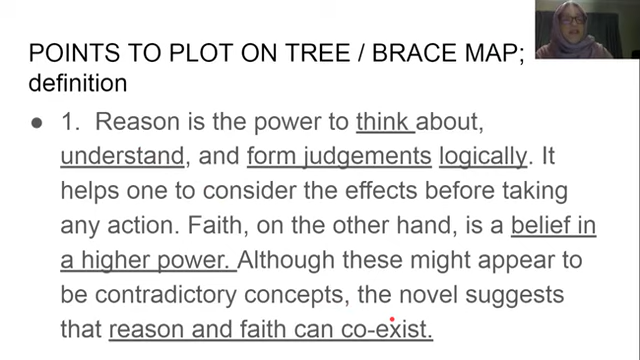 POINTS TO PLOT ON TREE / BRACE MAP;
definition
● 1. Reason is the power to think about,
understand, and form judgements logically. It
helps one to consider the effects before taking
any action. Faith, on the other hand, is a belief in
a higher power. Although these might appear to
be contradictory concepts, the novel suggests
that reason and faith can co-exist.